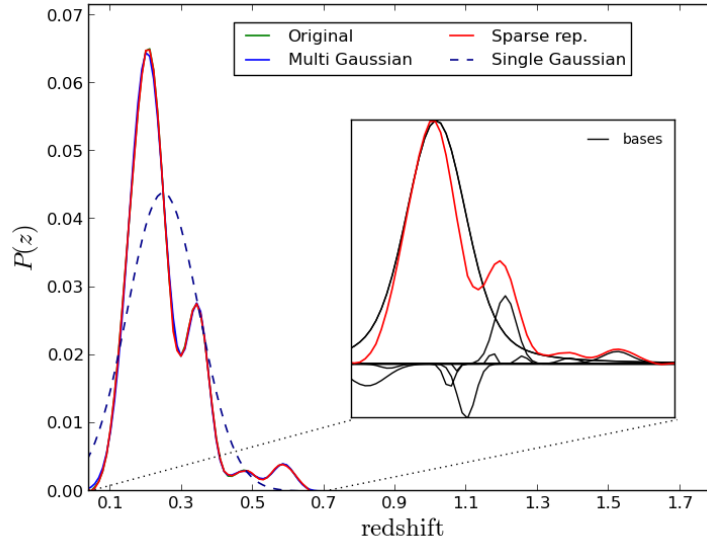 0.07
0.06
0.05
0.04
0.03
0.02
0.01
0.00
P(z)
Original
Multi Gaussian
Sparse rep.
Single Gaussian
bases
0.1 0.3 0.5 0.7 0.9 1.1 1.3 1.5 1.7
redshift